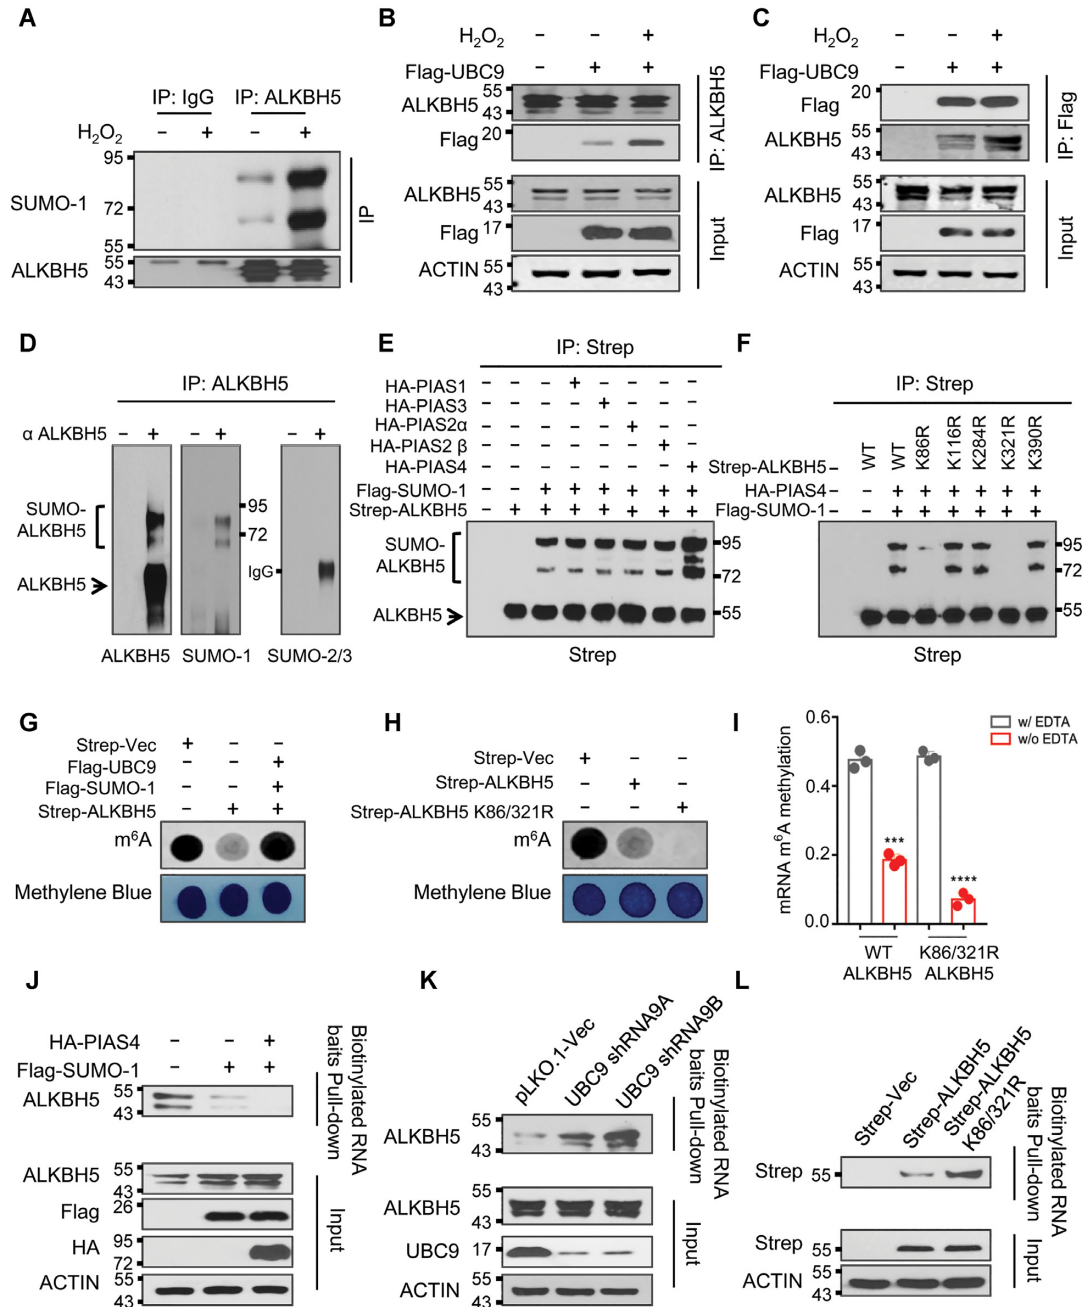 A
IP: IgG IP: ALKBH5
H2O2 – + – +
95
SUMO-1
72
55
ALKBH5 55
43
IP
B
H2O2 – – +
Flag-UBC9 – + +
ALKBH5 55
43
Flag 20
IP: ALKBH5
ALKBH5 55
43
Flag 17
ACTIN 55
43
Input
C
H2O2 – – +
Flag-UBC9 – + +
Flag 20
ALKBH5 55
43
IP: Flag
ALKBH5 55
43
Flag 17
ACTIN 55
43
Input
D
IP: ALKBH5
α ALKBH5 – + – + – +
SUMO-
ALKBH5
95
72
IgG
ALKBH5
ALKBH5 SUMO-1 SUMO-2/3
E
IP: Strep
HA-PIAS1 – – – + – – – –
HA-PIAS3 – – – – + – – –
HA-PIAS2α – – – – – + – –
HA-PIAS2 β – – – – – – + –
HA-PIAS4 – – – – – – – +
Flag-SUMO-1 – – + + + + + +
Strep-ALKBH5 – + + + + + + +
SUMO-
ALKBH5
95
72
ALKBH5
55
Strep
F
IP: Strep
Strep-ALKBH5 – WT WT K86R K116R K284R K321R K390R
HA-PIAS4 – – + + + + + +
Flag-SUMO-1 – – + + + + + +
95
72
55
Strep
G
Strep-Vec + – –
Flag-UBC9 – – +
Flag-SUMO-1 – – +
Strep-ALKBH5 – + +
m6A
Methylene Blue
H
Strep-Vec + – –
Strep-ALKBH5 – + –
Strep-ALKBH5 K86/321R – – +
m6A
Methylene Blue
I
mRNA m6A methylation
0.6
0.4
0.2
0.0
w/ EDTA
w/o EDTA
***
****
WT K86/321R
ALKBH5 ALKBH5
J
HA-PIAS4 – – +
Flag-SUMO-1 – + +
ALKBH5 55
43
Biotinylated RNA
baits Pull-down
ALKBH5 55
43
Flag 26
HA 95
72
ACTIN 55
43
Input
K
pLKO.1-Vec
UBC9 shRNA9A
UBC9 shRNA9B
ALKBH5 55
43
Biotinylated RNA
baits Pull-down
ALKBH5 55
43
UBC9 17
ACTIN 55
43
Input
L
Strep-Vec
Strep-ALKBH5
Strep-ALKBH5
K86/321R
Strep 55
Biotinylated RNA
baits Pull-down
Strep 55
ACTIN 55
43
Input